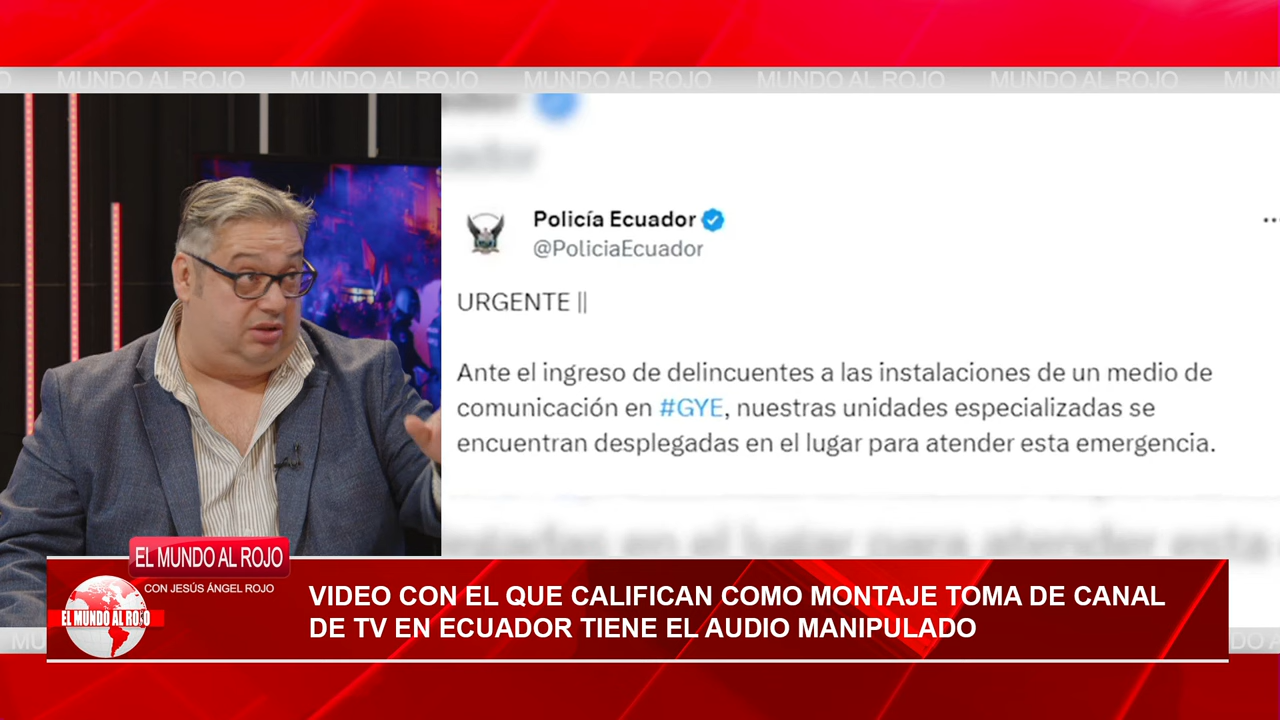 MUNDO AL ROJO MUNDO AL ROJO MUNDO AL ROJO MUNDO AL ROJO MUNDO AL ROJO
Policía Ecuador
@PoliciaEcuador
URGENTE ||
Ante el ingreso de delincuentes a las instalaciones de un medio de
comunicación en #GYE, nuestras unidades especializadas se
encuentran desplegadas en el lugar para atender esta emergencia.
EL MUNDO AL ROJO
CON JESÚS ÁNGEL ROJO
EL MUNDO AL ROJO
VIDEO CON EL QUE CALIFICAN COMO MONTAJE TOMA DE CANAL
DE TV EN ECUADOR TIENE EL AUDIO MANIPULADO